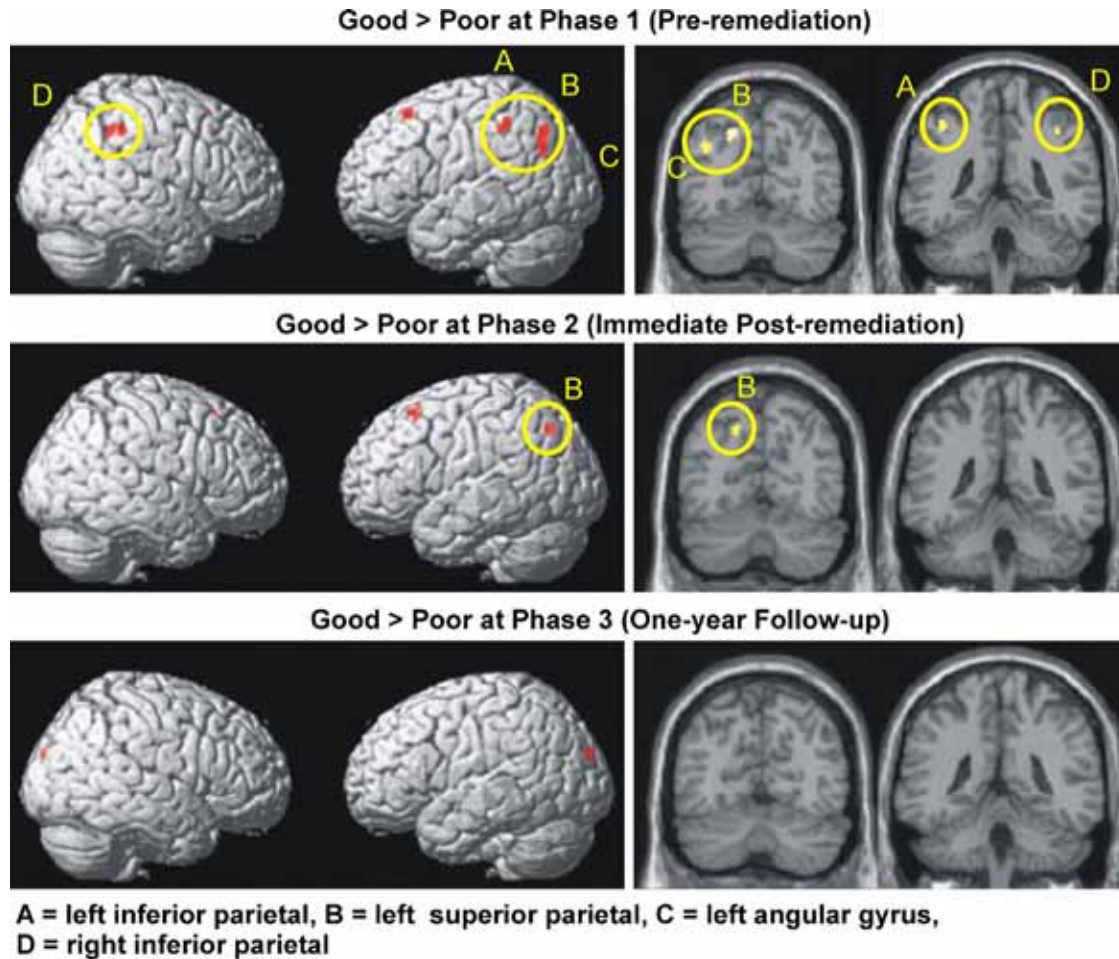 Good > Poor at Phase 1 (Pre-remediation)
D
A
B
C
B
C
A
D
Good > Poor at Phase 2 (Immediate Post-remediation)
B
B
Good > Poor at Phase 3 (One-year Follow-up)
A = left inferior parietal, B = left superior parietal, C = left angular gyrus,
D = right inferior parietal